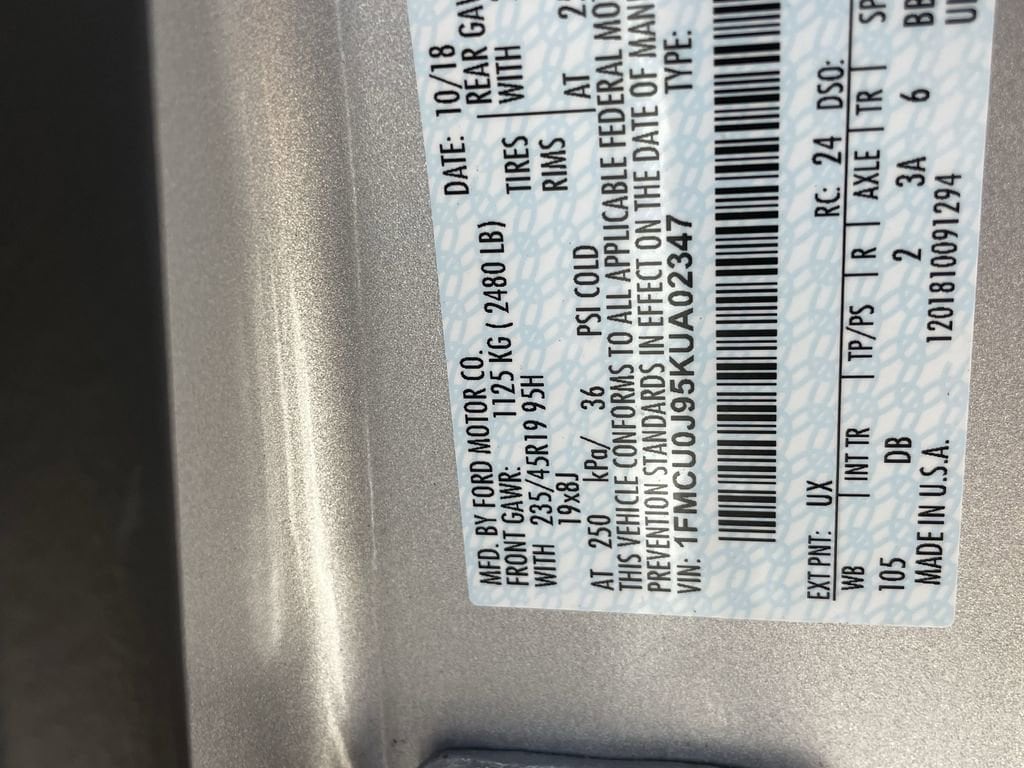 MFD. BY FORD MOTOR CO. DATE: 10/18
FRONT GAWR: 1125 KG ( 2480 LB) REAR
WITH 235/45R19 95H TIRES WITH
19x8J RIMS
AT 250 kPa/ 36 PSI COLD AT
THIS VEHICLE CONFORMS TO ALL APPLICABLE FEDERAL
PREVENTION STANDARDS IN EFFECT ON THE DATE OF
VIN: 1FMCU0J95KUA02347 TYPE:
EXT PNT: UX RC: 24 DSO:
WB | INT TR | TP/PS | R | AXLE | TR |
105 DB 2 3A 6
MADE IN U.S.A. 1201810091294